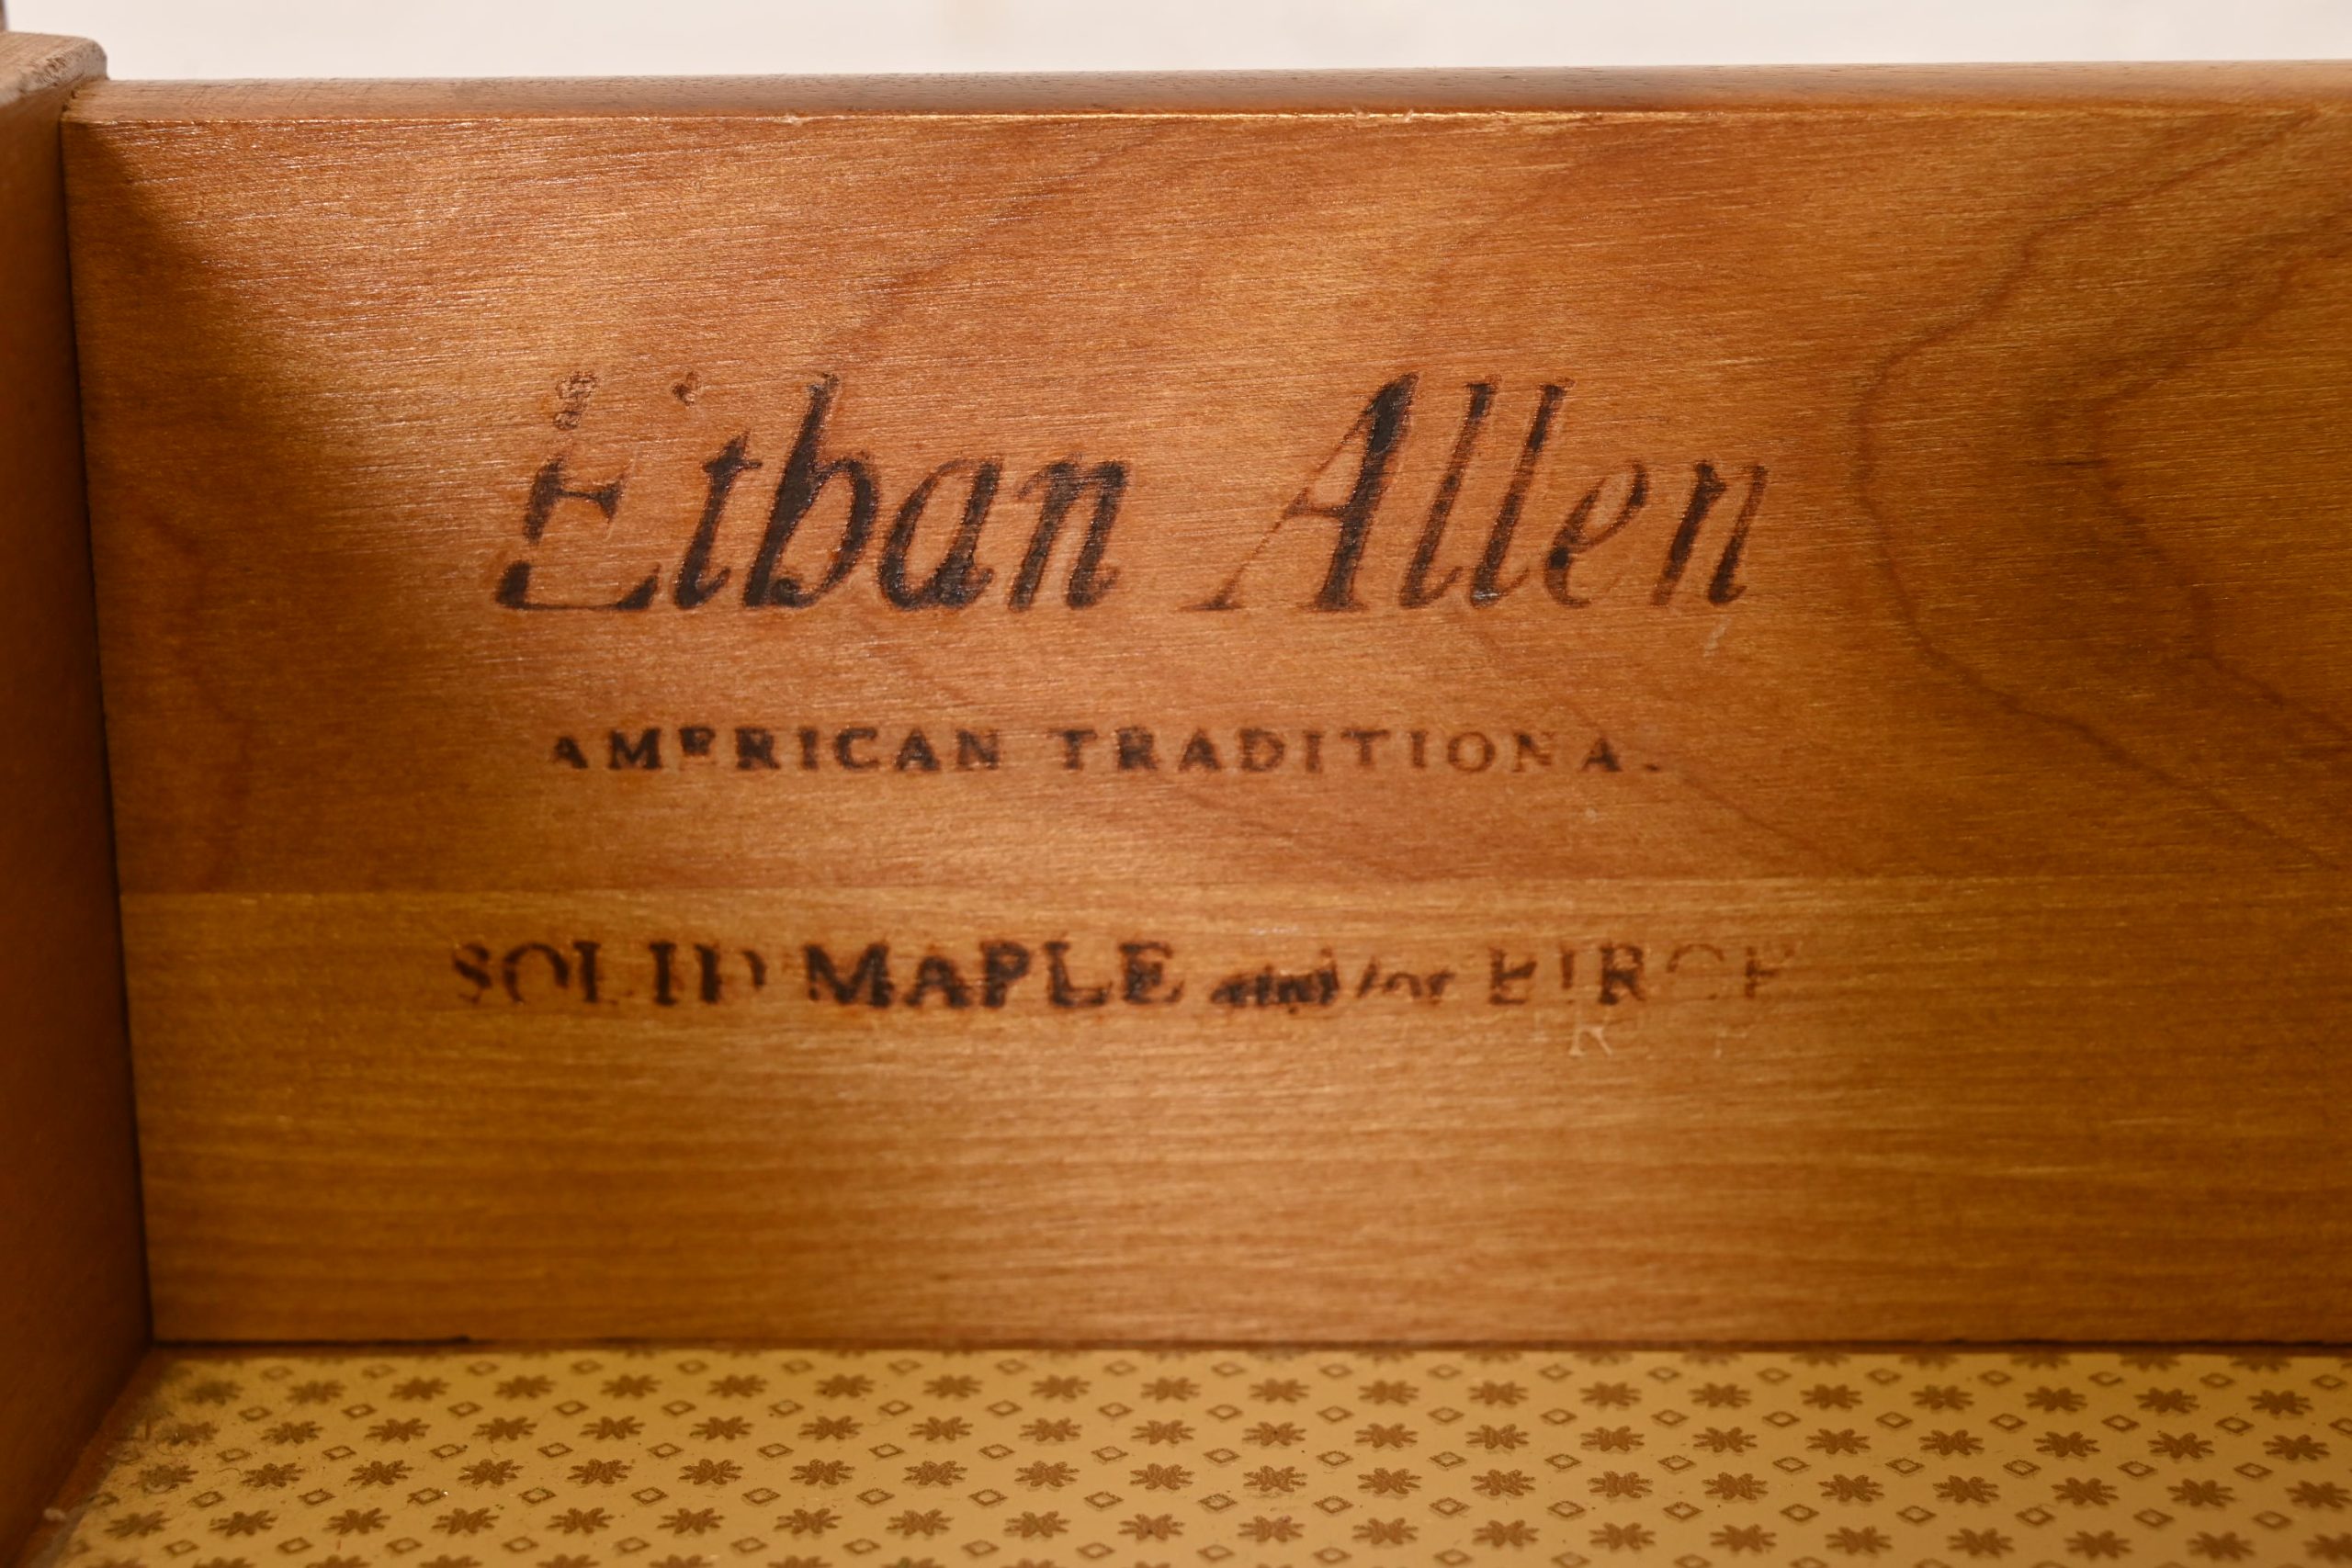 Ethan Allen
AMERICAN TRADITIONAL
SOLID MAPLE and/or BIRCH